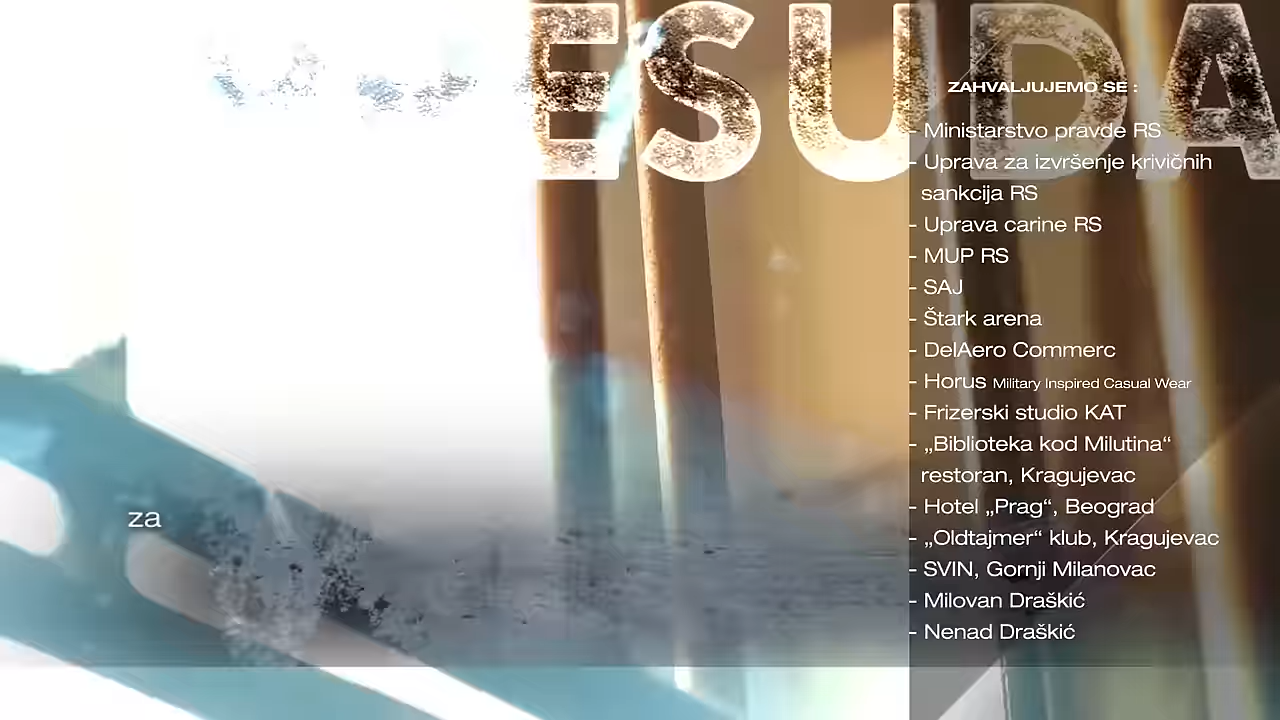 ESUDA
ZAHVALJUJEMO SE :
- Ministarstvo pravde RS
- Uprava za izvršenje krivičnih
sankcija RS
- Uprava carine RS
- MUP RS
- SAJ
- Štark arena
- DelAero Commerc
- Horus Military Inspired Casual Wear
- Frizerski studio KAT
- „Biblioteka kod Milutina“
restoran, Kragujevac
- Hotel „Prag“, Beograd
- „Oldtajmer“ klub, Kragujevac
- SVIN, Gornji Milanovac
- Milovan Draškić
- Nenad Draškić
za